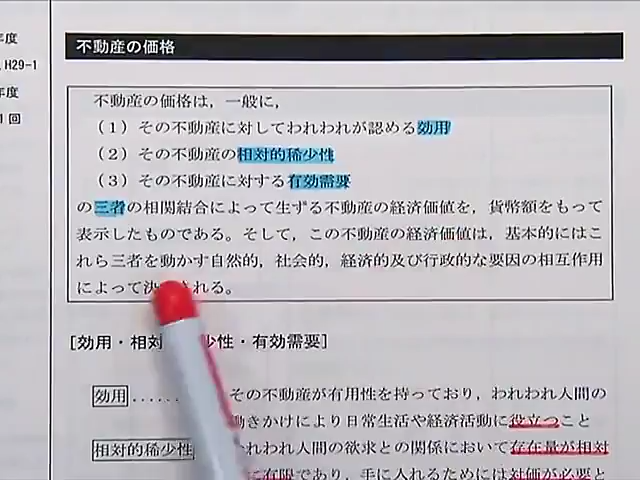 年度
H29-1
年度
1回
不動産の価格
不動産の価格は，一般に，
（1）その不動産に対してわれわれが認める効用
（2）その不動産の相対的稀少性
（3）その不動産に対する有効需要
の三者の相関結合によって生ずる不動産の経済価値を，貨幣額をもって
表示したものである。そして，この不動産の経済価値は，基本的にはこ
れら三者を動かす自然的，社会的，経済的及び行政的な要因の相互作用
によって決される。
［効用・相対少性・有効需要］
効用......その不動産が有用性を持っており，われわれ人間の
働きかけにより日常生活や経済活動に役立つこと
相対的稀少性われわれ人間の欲求との関係において存在量が相対
に有限であり，手に入れるためには対価が必要と